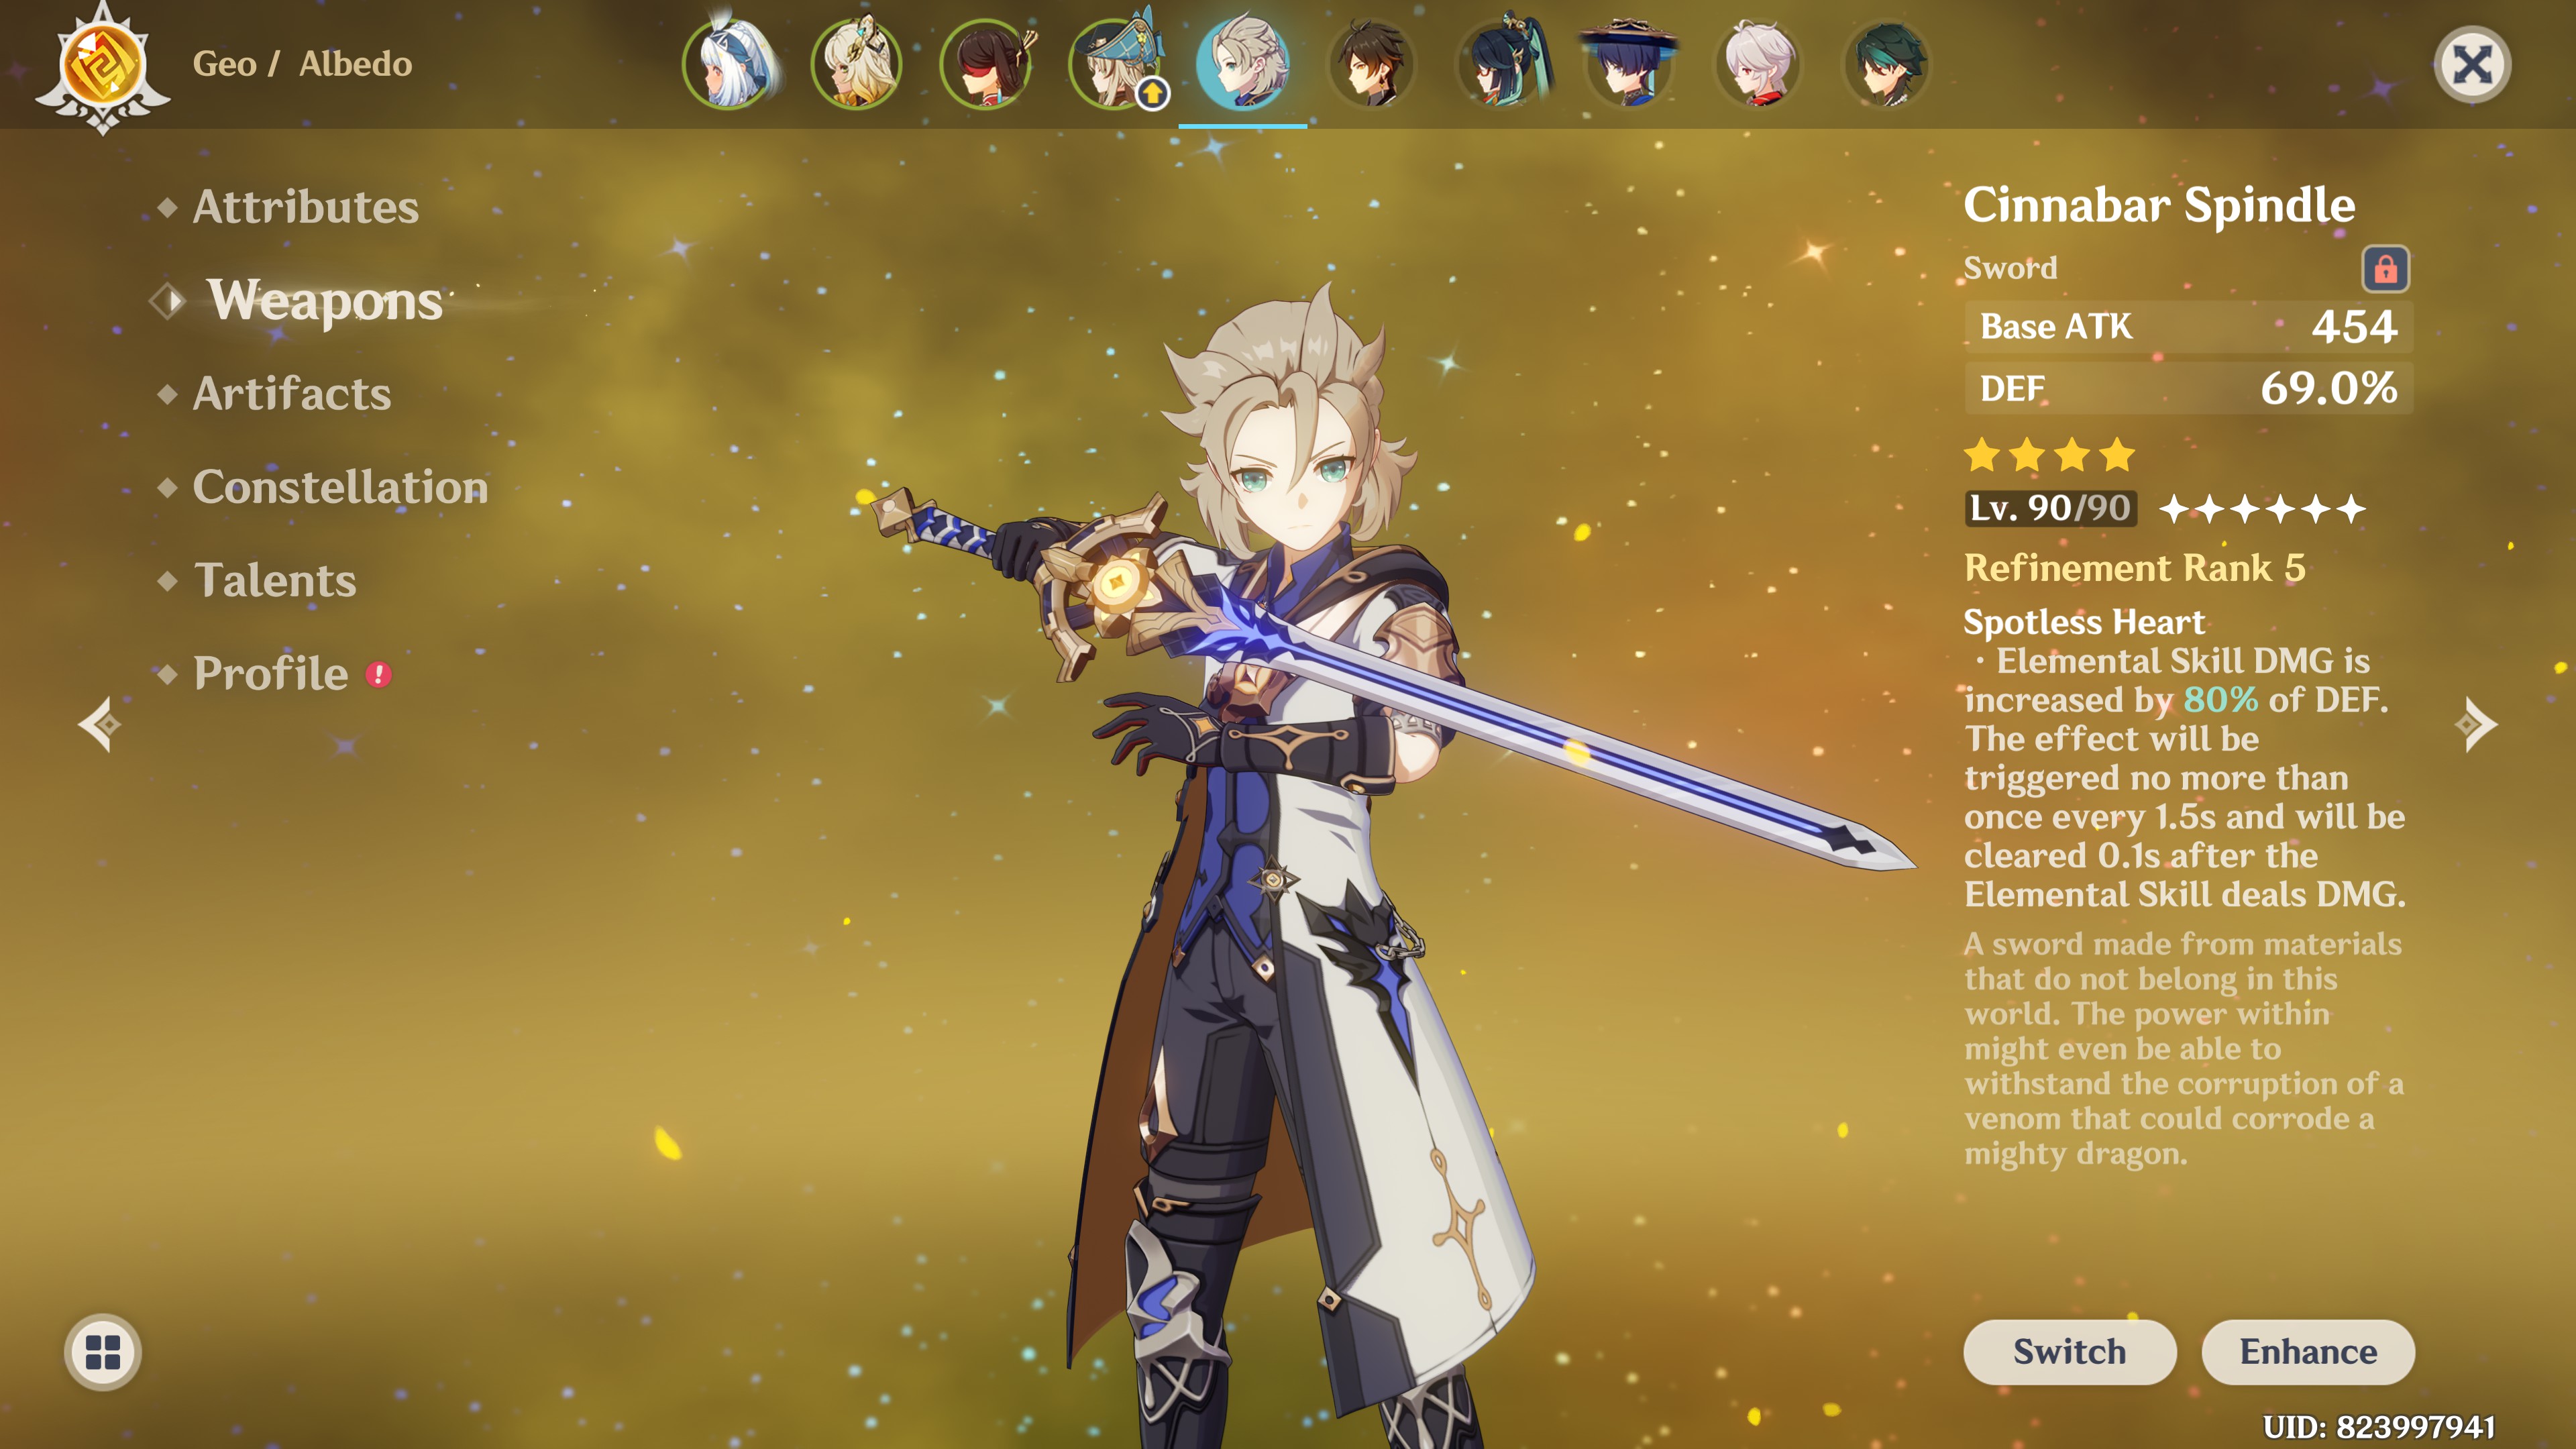 Geo / Albedo
Attributes
Weapons
Artifacts
Constellation
Talents
Profile
!
Cinnabar Spindle
Sword
Base ATK 454
DEF 69.0%
Lv. 90/90
Refinement Rank 5
Spotless Heart
· Elemental Skill DMG is
increased by 80% of DEF.
The effect will be
triggered no more than
once every 1.5s and will be
cleared 0.1s after the
Elemental Skill deals DMG.
A sword made from materials
that do not belong in this
world. The power within
might even be able to
withstand the corruption of a
venom that could corrode a
mighty dragon.
Switch
Enhance
UID: 823997941